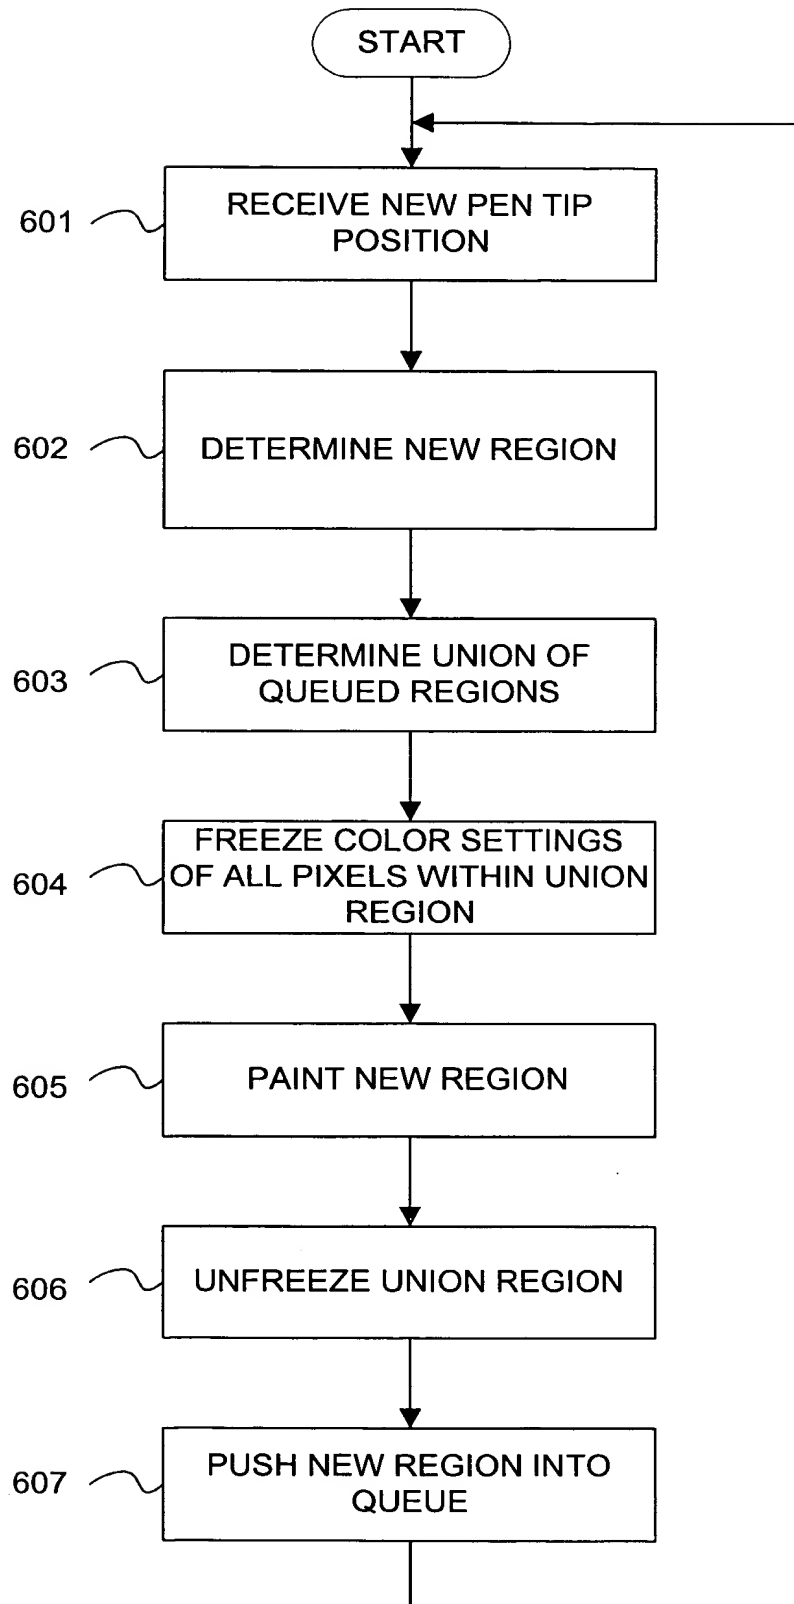 START
601
RECEIVE NEW PEN TIP
POSITION
602
DETERMINE NEW REGION
603
DETERMINE UNION OF
QUEUED REGIONS
604
FREEZE COLOR SETTINGS
OF ALL PIXELS WITHIN UNION
REGION
605
PAINT NEW REGION
606
UNFREEZE UNION REGION
607
PUSH NEW REGION INTO
QUEUE